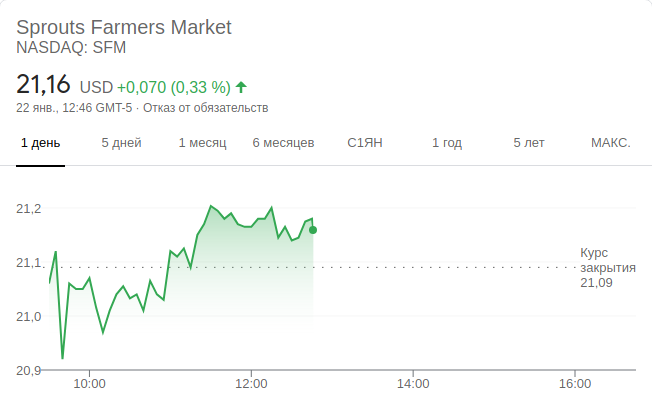 Sprouts Farmers Market
NASDAQ: SFM
21,16 USD +0,070 (0,33 %)
22 янв., 12:46 GMT-5 · Отказ от обязательств
1 день 5 дней 1 месяц 6 месяцев С1ЯН 1 год 5 лет МАКС.
21,2
21,1
21,0
20,9
Курс
закрытия
21,09
10:00 12:00 14:00 16:00